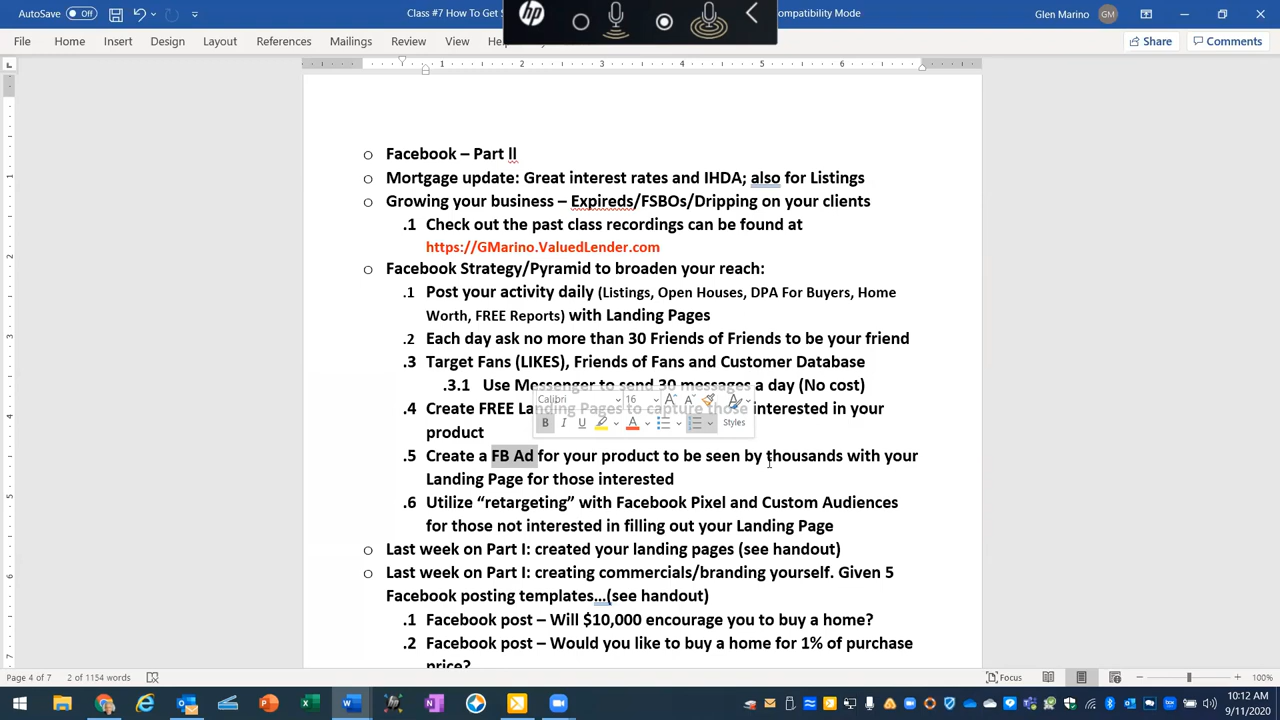 Class #7 How To Get S
hp
ompatibility Mode
Glen Marino
GM
File Home Insert Draw Design Layout References Mailings Review View
Share Comments
1 2 3 4 5 6
Facebook – Part ll
Mortgage update: Great interest rates and IHDA; also for Listings
Growing your business – Expireds/FSBOs/Dripping on your clients
.1 Check out the past class recordings can be found at
https://GMarino.ValuedLender.com
Facebook Strategy/Pyramid to broaden your reach:
.1 Post your activity daily (Listings, Open Houses, DPA For Buyers, Home
Worth, FREE Reports) with Landing Pages
.2 Each day ask no more than 30 Friends of Friends to be your friend
.3 Target Fans (LIKES), Friends of Fans and Customer Database
.3.1 Use Messenger to send 30 messages a day (No cost)
Calibri 16
.4 Create FREE Landing Pages to capture those interested in your
B I U A Styles
product
.5 Create a FB Ad for your product to be seen by thousands with your
Landing Page for those interested
.6 Utilize “retargeting” with Facebook Pixel and Custom Audiences
for those not interested in filling out your Landing Page
Last week on Part I: created your landing pages (see handout)
Last week on Part I: creating commercials/branding yourself. Given 5
Facebook posting templates…(see handout)
.1 Facebook post – Will $10,000 encourage you to buy a home?
.2 Facebook post – Would you like to buy a home for 1% of purchase
price?
Page 4 of 7 2 of 1154 words Focus 100%
10:12 AM
9/11/2020